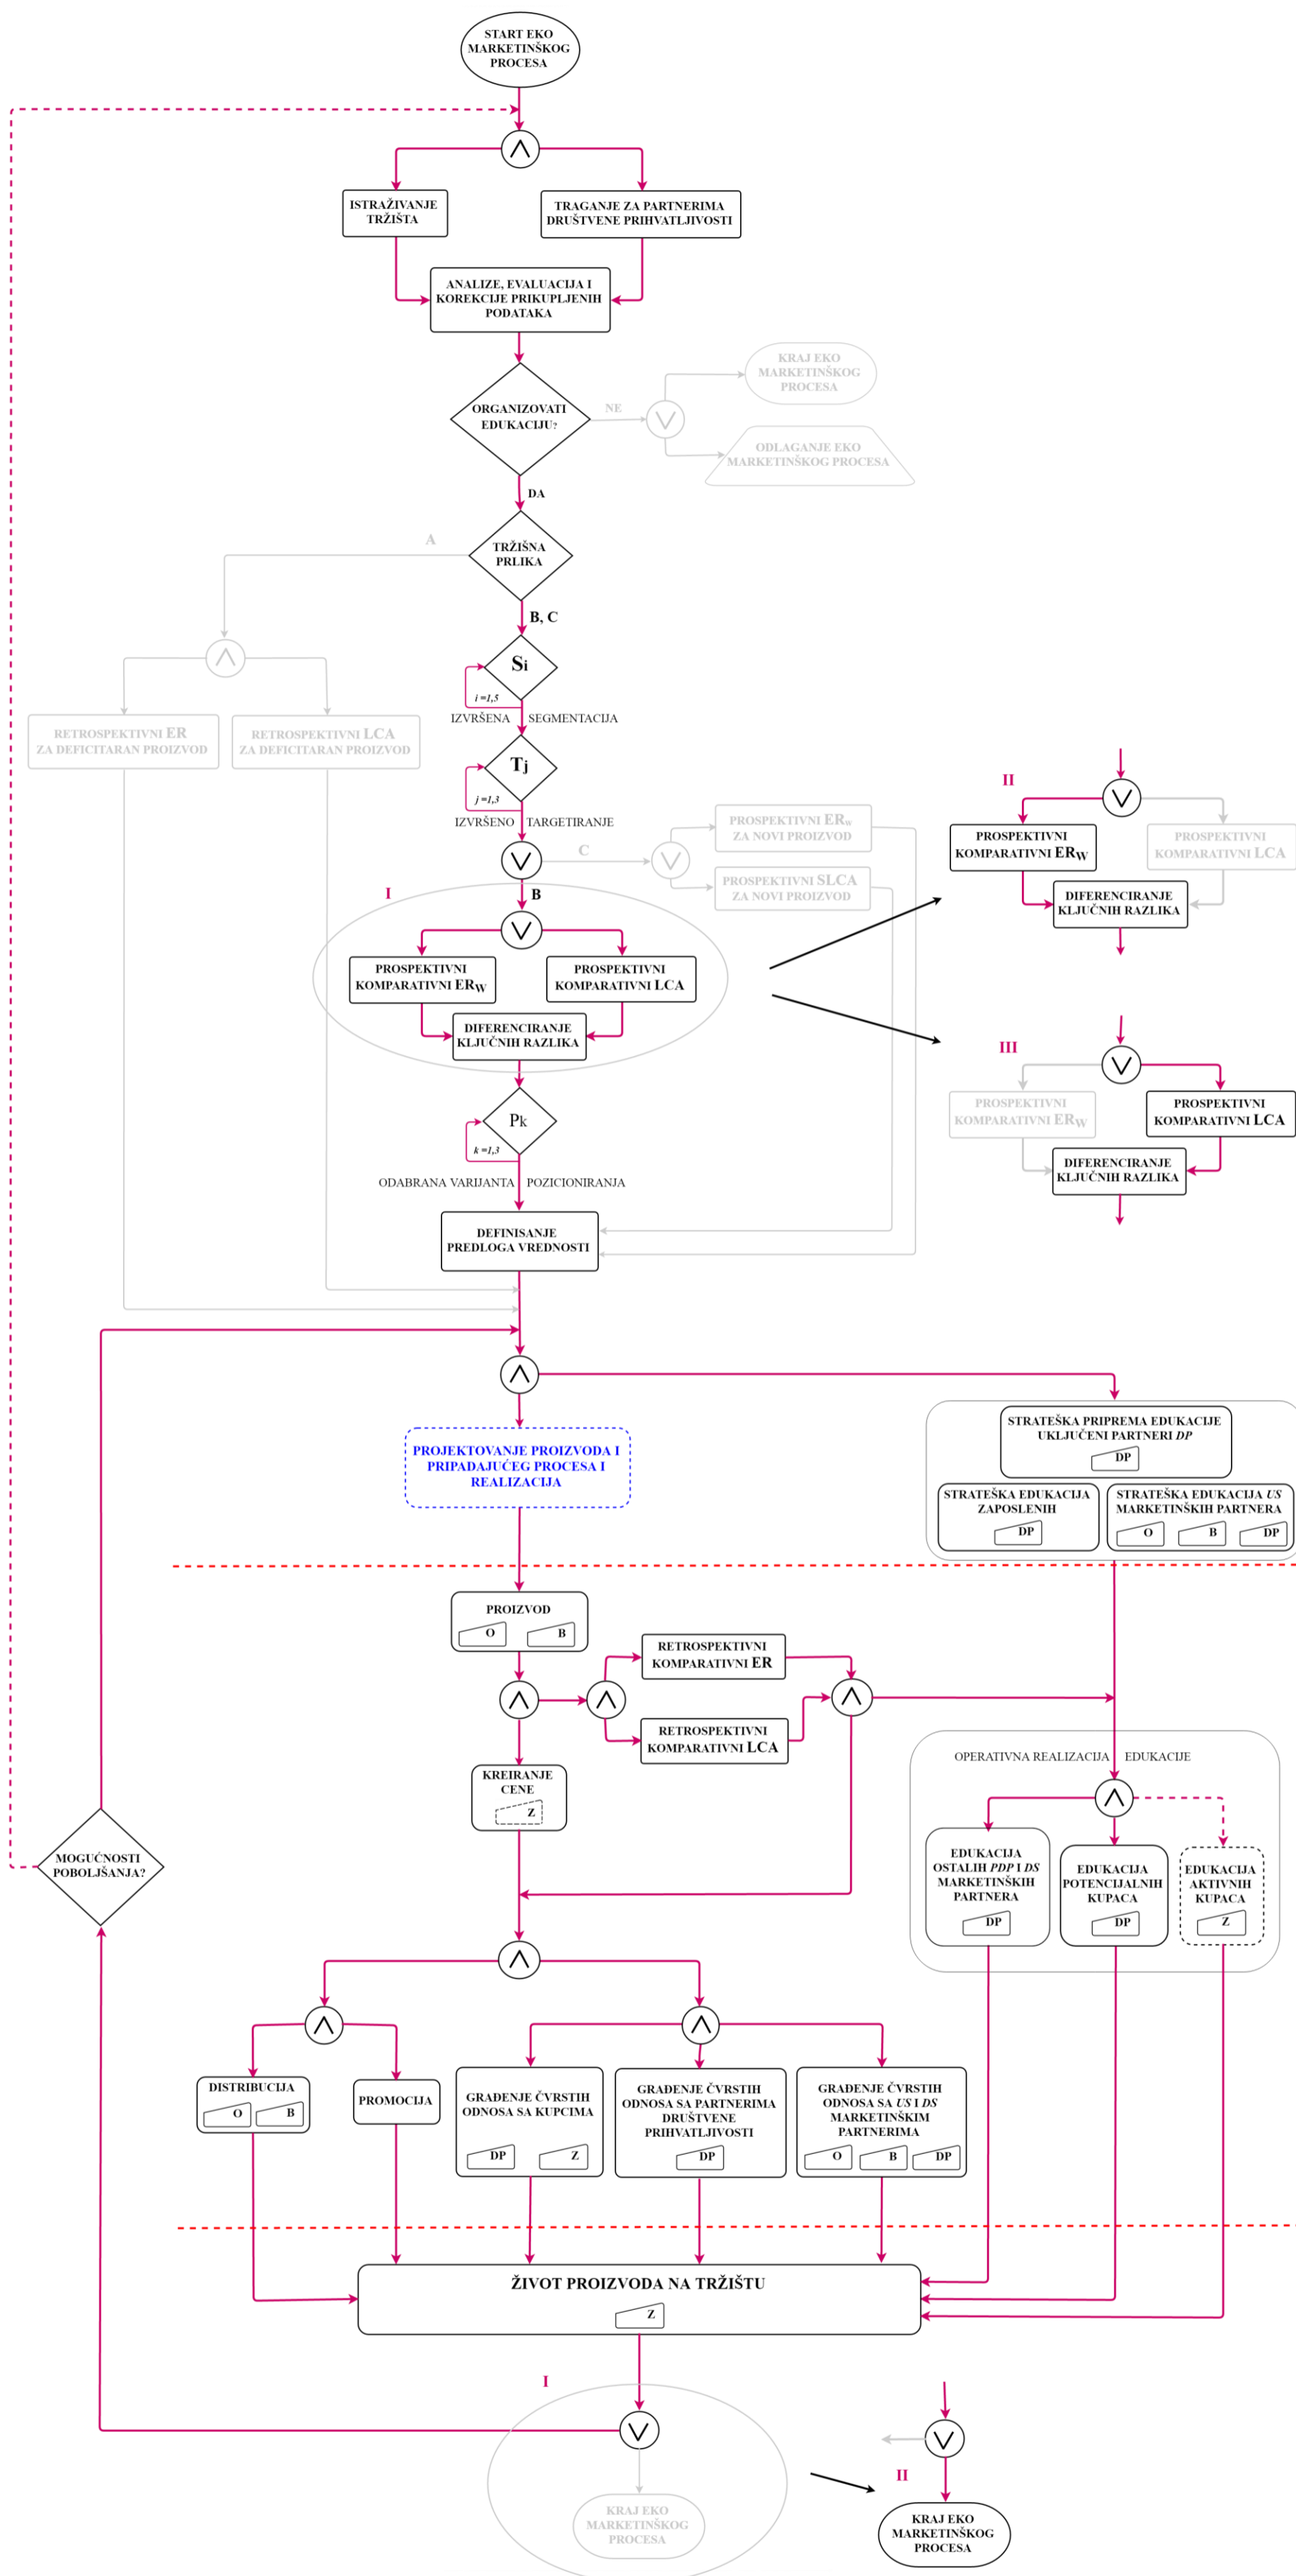 START EKO
MARKETINŠKOG
PROCESA
ISTRAŽIVANJE
TRŽIŠTA
TRAGANJE ZA PARTNERIMA
DRUŠTVENE PRIHVATLJIVOSTI
ANALIZE, EVALUACIJA I
KOREKCIJE PRIKUPLJENIH
PODATAKA
KRAJ EKO
MARKETINŠKOG
PROCESA
ORGANIZOVATI
EDUKACIJU?
NE
ODLAGANJE EKO
MARKETINŠKOG PROCESA
DA
TRŽIŠNA
PRLIKA
A
B, C
Si
i =1,5
IZVRŠENA SEGMENTACIJA
RETROSPEKTIVNI ER
ZA DEFICITARAN PROIZVOD
RETROSPEKTIVNI LCA
ZA DEFICITARAN PROIZVOD
Tj
j=1,3
IZVRŠENO TARGETIRANJE
C
PROSPEKTIVNI ERw
ZA NOVI PROIZVOD
PROSPEKTIVNI SLCA
ZA NOVI PROIZVOD
I
B
PROSPEKTIVNI
KOMPARATIVNI ERW
PROSPEKTIVNI
KOMPARATIVNI LCA
DIFERENCIRANJE
KLJUČNIH RAZLIKA
II
PROSPEKTIVNI
KOMPARATIVNI ERW
PROSPEKTIVNI
KOMPARATIVNI LCA
DIFERENCIRANJE
KLJUČNIH RAZLIKA
III
PROSPEKTIVNI
KOMPARATIVNI ERW
PROSPEKTIVNI
KOMPARATIVNI LCA
DIFERENCIRANJE
KLJUČNIH RAZLIKA
Pk
k=1,3
ODABRANA VARIJANTA POZICIONIRANJA
DEFINISANJE
PREDLOGA VREDNOSTI
PROJEKTOVANJE PROIZVODA I
PRIPADAJUĆEG PROCESA I
REALIZACIJA
STRATEŠKA PRIPREMA EDUKACIJE
UKLJUČENI PARTNERI DP
DP
STRATEŠKA EDUKACIJA
ZAPOSLENIH
DP
STRATEŠKA EDUKACIJA US
MARKETINŠKIH PARTNERA
O B DP
PROIZVOD
O B
RETROSPEKTIVNI
KOMPARATIVNI ER
RETROSPEKTIVNI
KOMPARATIVNI LCA
KREIRANJE
CENE
Z
OPERATIVNA REALIZACIJA EDUKACIJE
MOGUĆNOSTI
POBOLJŠANJA?
EDUKACIJA
OSTALIH PDP I DS
MARKETINŠKIH
PARTNERA
DP
EDUKACIJA
POTENCIJALNIH
KUPACA
DP
EDUKACIJA
AKTIVNIH
KUPACA
Z
DISTRIBUCIJA
O B
PROMOCIJA
GRAĐENJE ČVRSTIH
ODNOSA SA KUPCIMA
DP Z
GRAĐENJE ČVRSTIH
ODNOSA SA PARTNERIMA
DRUŠTVENE
PRIHVATLJIVOSTI
DP
GRAĐENJE ČVRSTIH
ODNOSA SA US I DS
MARKETINŠKIM
PARTNERIMA
O B DP
ŽIVOT PROIZVODA NA TRŽIŠTU
Z
I
KRAJ EKO
MARKETINŠKOG
PROCESA
II
KRAJ EKO
MARKETINŠKOG
PROCESA